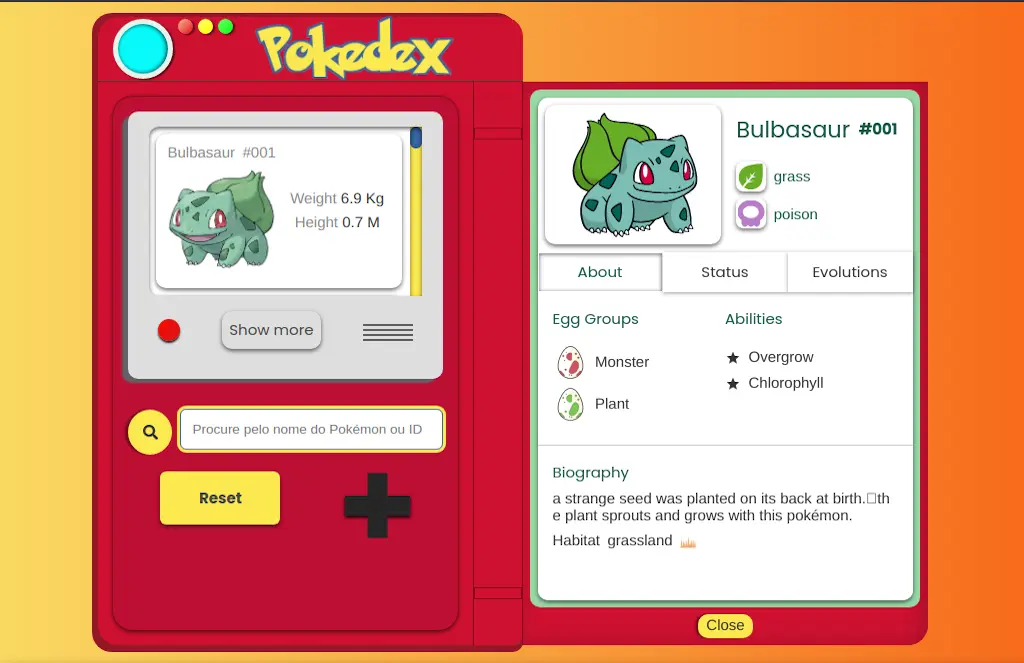 Pokedex
Bulbasaur #001
Weight 6.9 Kg
Height 0.7 M
Show more
Procure pelo nome do Pokémon ou ID
Reset
Bulbasaur #001
grass
poison
About Status Evolutions
Egg Groups
Monster
Plant
Abilities
Overgrow
Chlorophyll
Biography
a strange seed was planted on its back at birth.□th
e plant sprouts and grows with this pokémon.
Habitat grassland
Close